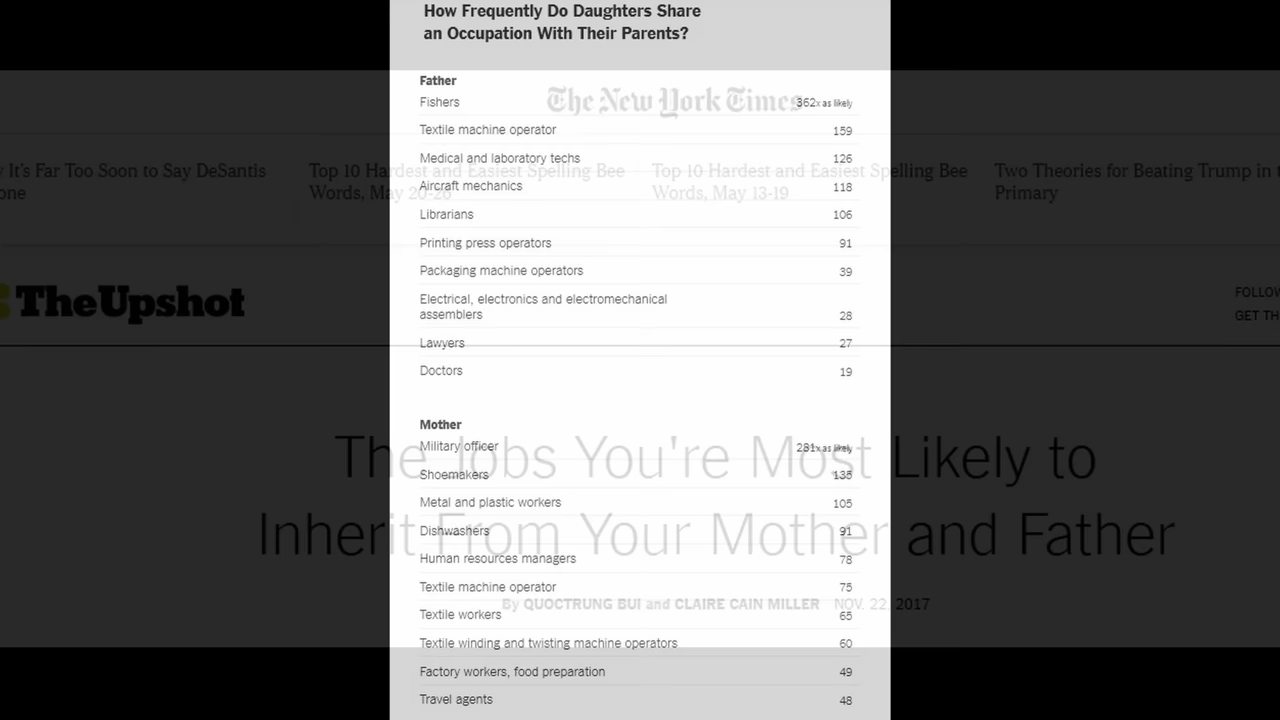 How Frequently Do Daughters Share
an Occupation With Their Parents?
Father
Fishers 362x as likely
Textile machine operator 159
Medical and laboratory techs 126
Aircraft mechanics 118
Librarians 106
Printing press operators 91
Packaging machine operators 39
Electrical, electronics and electromechanical
assemblers 28
Lawyers 27
Doctors 19
Mother
Military officer 281x as likely
Shoemakers 135
Metal and plastic workers 105
Dishwashers 91
Human resources managers 78
Textile machine operator 75
Textile workers 65
Textile winding and twisting machine operators 60
Factory workers, food preparation 49
Travel agents 48
The New York Times
It's Far Too Soon to Say DeSantis
one
Top 10 Hardest and Easiest Spelling Bee
Words, May 20-26
Top 10 Hardest and Easiest Spelling Bee
Words, May 13-19
Two Theories for Beating Trump in
Primary
TheUpshot
FOLLOW
GET TH
The Jobs You're Most Likely to
Inherit From Your Mother and Father
By QUOCTRUNG BUI and CLAIRE CAIN MILLER NOV. 22, 2017